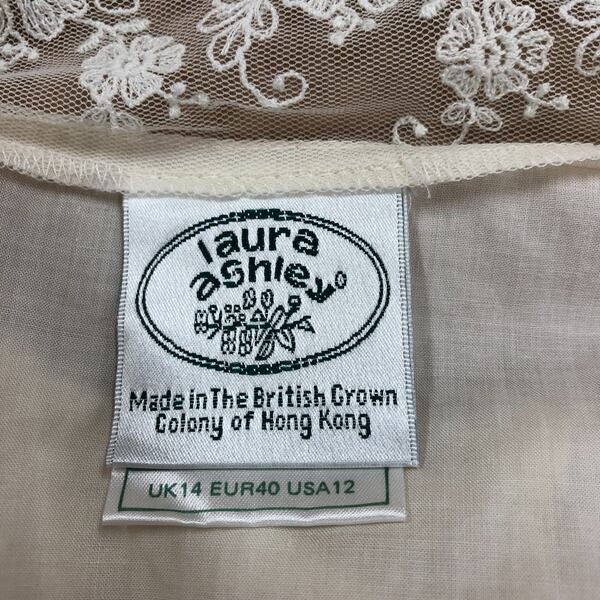 laura
ashley®
Made in The British Crown
Colony of Hong Kong
UK14 EUR40 USA12